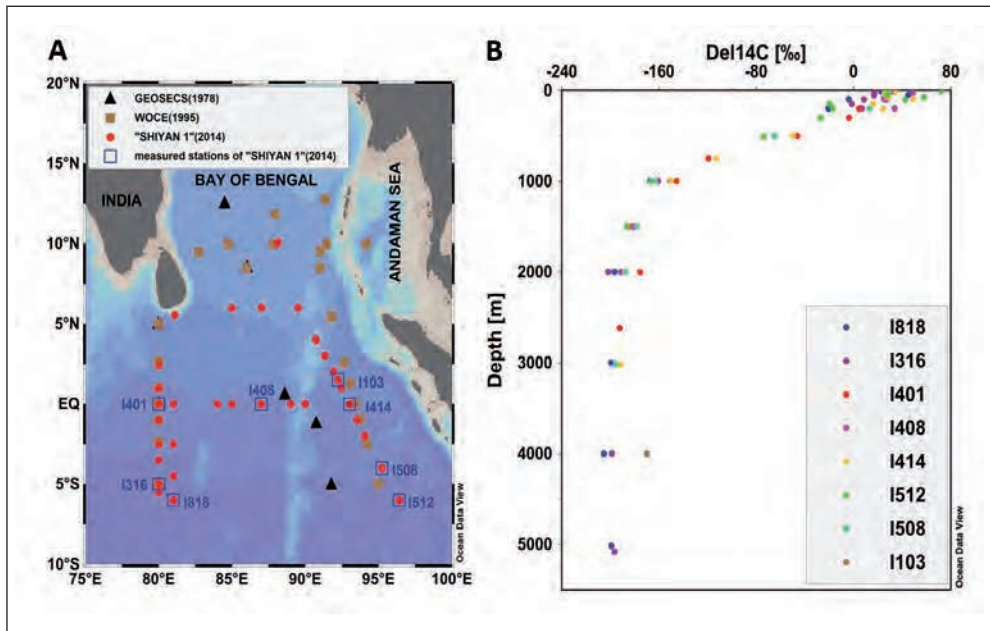 A
20°N
15°N
10°N
5°N
EQ
5°S
10°S
75°E
80°E
85°E
90°E
95°E
100°E
GEOSECS(1978)
WOCE(1995)
"SHIYAN 1"(2014)
measured stations of "SHIYAN 1"(2014)
BAY OF BENGAL
INDIA
ANDAMAN SEA
I103
I401
I408
I414
I508
I316
I818
I512
Ocean Data View
B
Del14C [‰]
-240
-160
-80
0
80
0
1000
2000
3000
4000
5000
Depth [m]
I818
I316
I401
I408
I414
I512
I508
I103
Ocean Data View